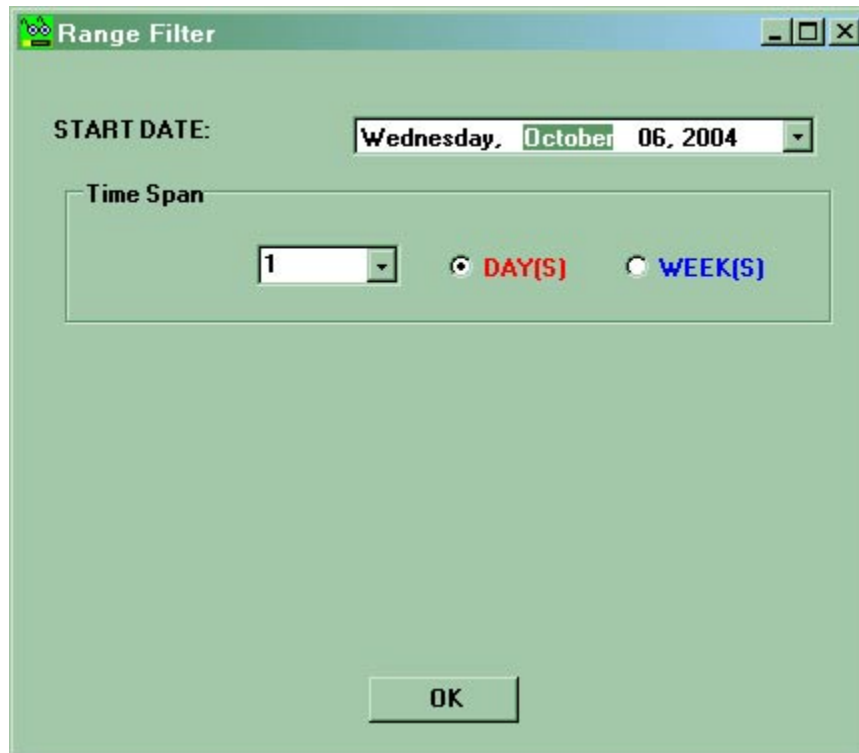 Range Filter
START DATE: Wednesday, October 06, 2004
Time Span
1 DAY(S) WEEK(S)
OK